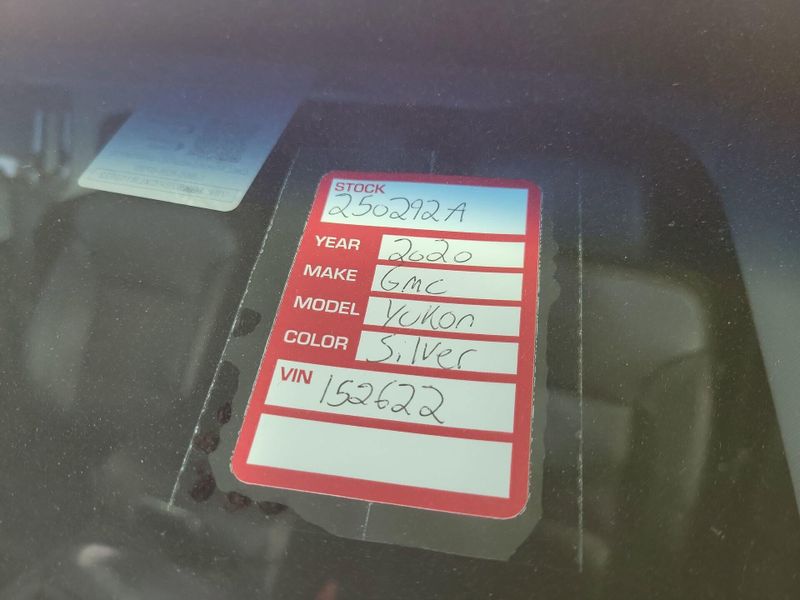 STOCK
250292A
YEAR 2020
MAKE GMC
MODEL Yukon
COLOR Silver
VIN 152622